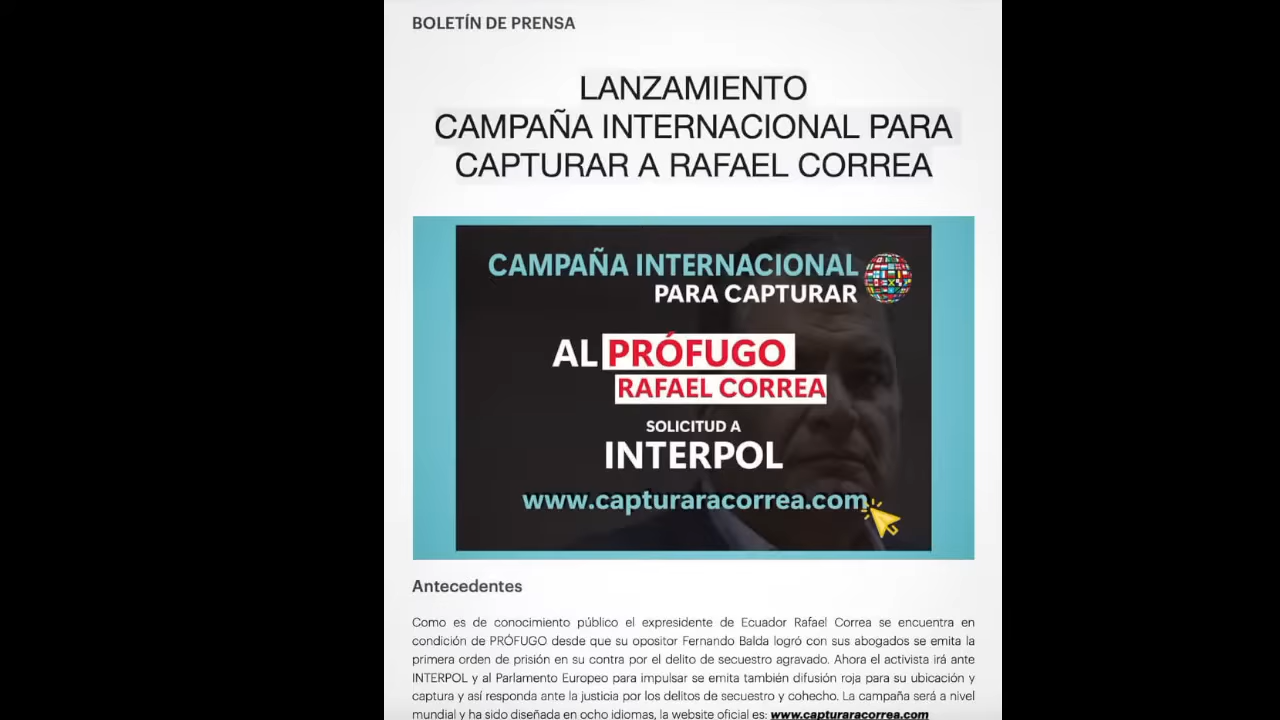 BOLETÍN DE PRENSA
LANZAMIENTO
CAMPAÑA INTERNACIONAL PARA
CAPTURAR A RAFAEL CORREA
CAMPAÑA INTERNACIONAL
PARA CAPTURAR
AL PRÓFUGO
RAFAEL CORREA
SOLICITUD A
INTERPOL
www.capturaracorrea.com
Antecedentes
Como es de conocimiento público el expresidente de Ecuador Rafael Correa se encuentra en
condición de PRÓFUGO desde que su opositor Fernando Balda logró con sus abogados se emita la
primera orden de prisión en su contra por el delito de secuestro agravado. Ahora el activista irá ante
INTERPOL y al Parlamento Europeo para impulsar se emita también difusión roja para su ubicación y
captura y así responda ante la justicia por los delitos de secuestro y cohecho. La campaña será a nivel
mundial y ha sido diseñada en ocho idiomas, la website oficial es: www.capturaracorrea.com